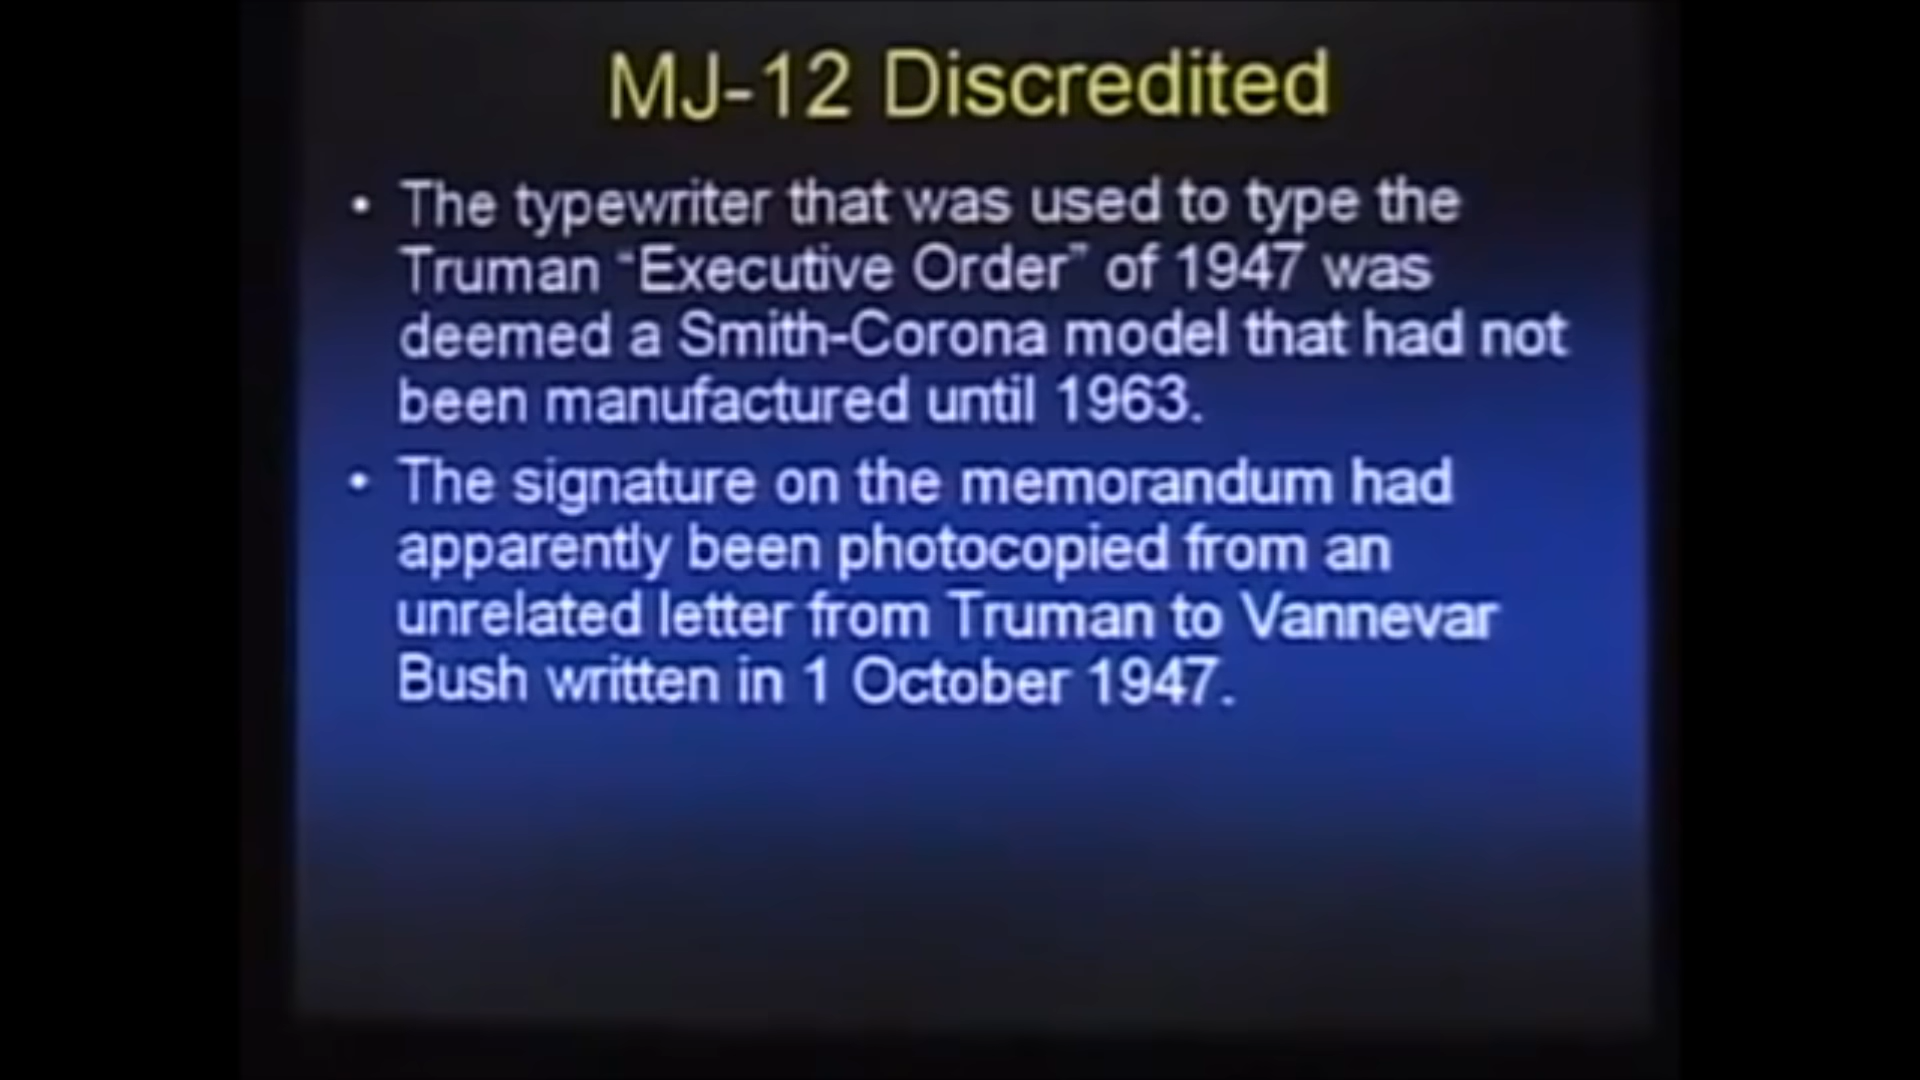 MJ-12 Discredited
• The typewriter that was used to type the
Truman “Executive Order” of 1947 was
deemed a Smith-Corona model that had not
been manufactured until 1963.
• The signature on the memorandum had
apparently been photocopied from an
unrelated letter from Truman to Vannevar
Bush written in 1 October 1947.